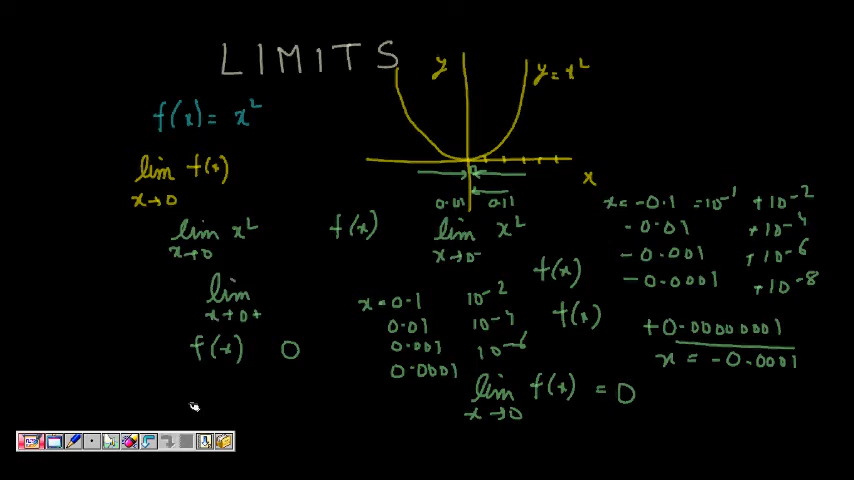 LIMITS
y
y = x²
f(x) = x²
lim f(x)
x→0
x
0.01 0.11
lim x²
x→0
f(x)
lim x²
x→0⁻
x = -0.1 = 10⁻¹ +10⁻²
-0.01 +10⁻⁴
-0.001 +10⁻⁶
-0.0001 +10⁻⁸
f(x)
lim
x→0+
x = 0.1 10⁻²
0.01 10⁻⁴
0.001 10⁻⁶
0.0001
f(x)
+0.00000001
x = -0.0001
f(x) 0
lim f(x) = 0
x→0